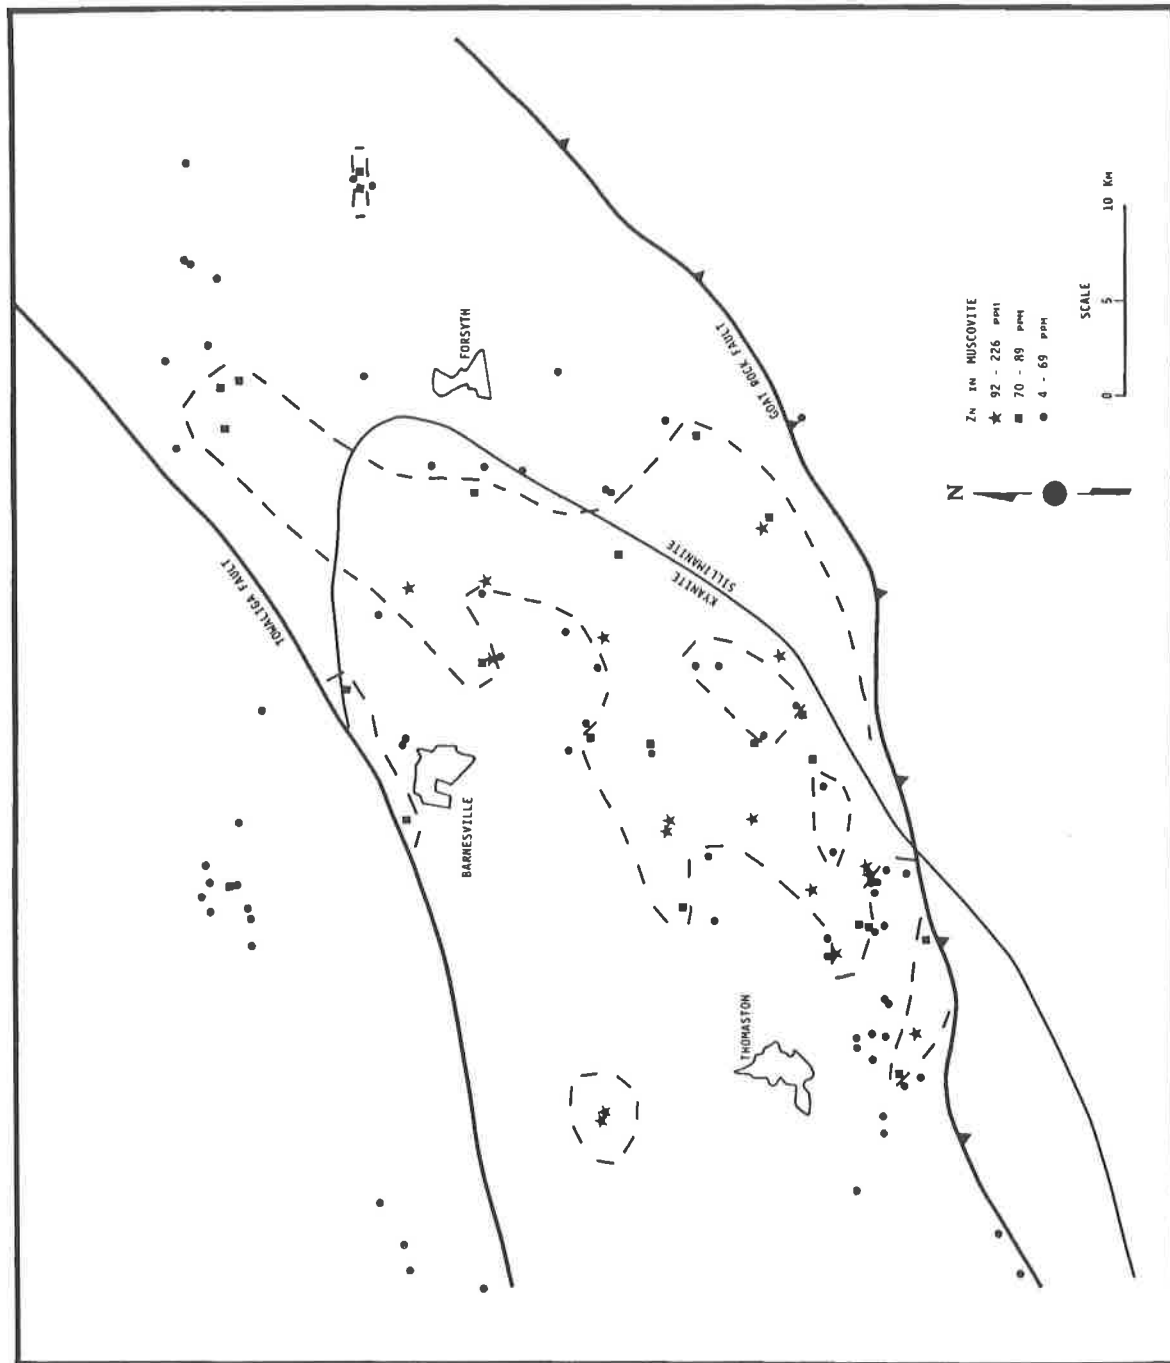 TOWALIGA FAULT
FORSYTH
GOAT ROCK FAULT
KYANITE
SILLIMANITE
BARNESVILLE
THOMASTON
N
ZN IN MUSCOVITE
92 - 226 PPM
70 - 89 PPM
4 - 69 PPM
SCALE
0 5 10 KM